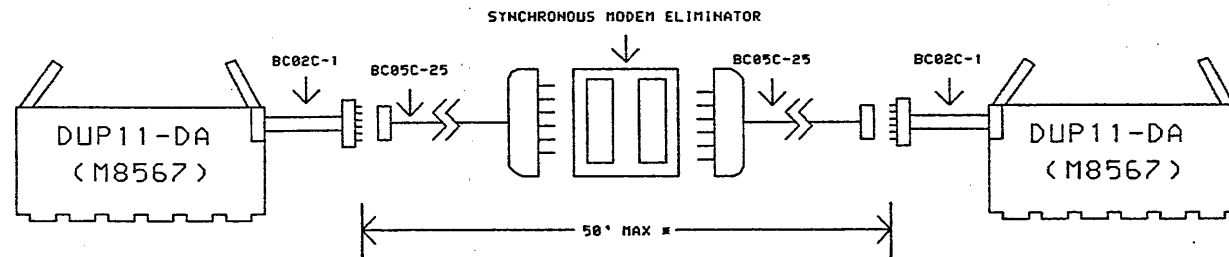 SYNCHRONOUS MODEM ELIMINATOR
BC02C-1
BC05C-25
BC05C-25
BC02C-1
DUP11-DA
(M8567)
DUP11-DA
(M8567)
50' MAX *